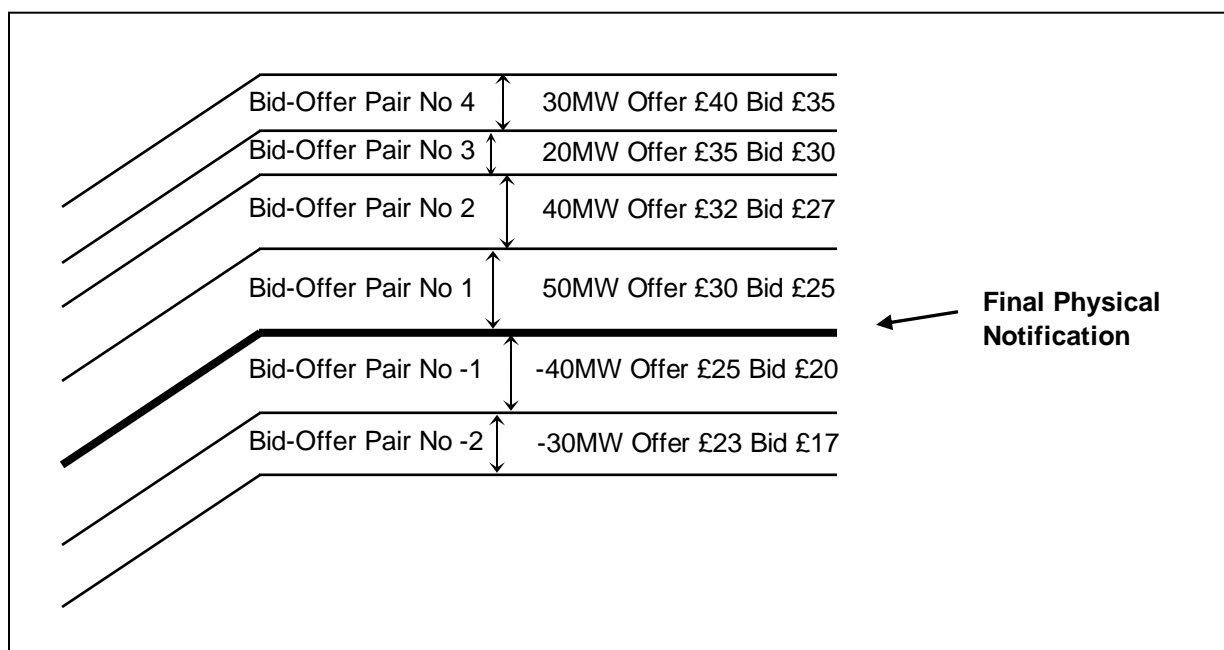 Bid-Offer Pair No 4 30MW Offer £40 Bid £35
Bid-Offer Pair No 3 20MW Offer £35 Bid £30
Bid-Offer Pair No 2 40MW Offer £32 Bid £27
Bid-Offer Pair No 1 50MW Offer £30 Bid £25
Final Physical
Notification
Bid-Offer Pair No -1 -40MW Offer £25 Bid £20
Bid-Offer Pair No -2 -30MW Offer £23 Bid £17